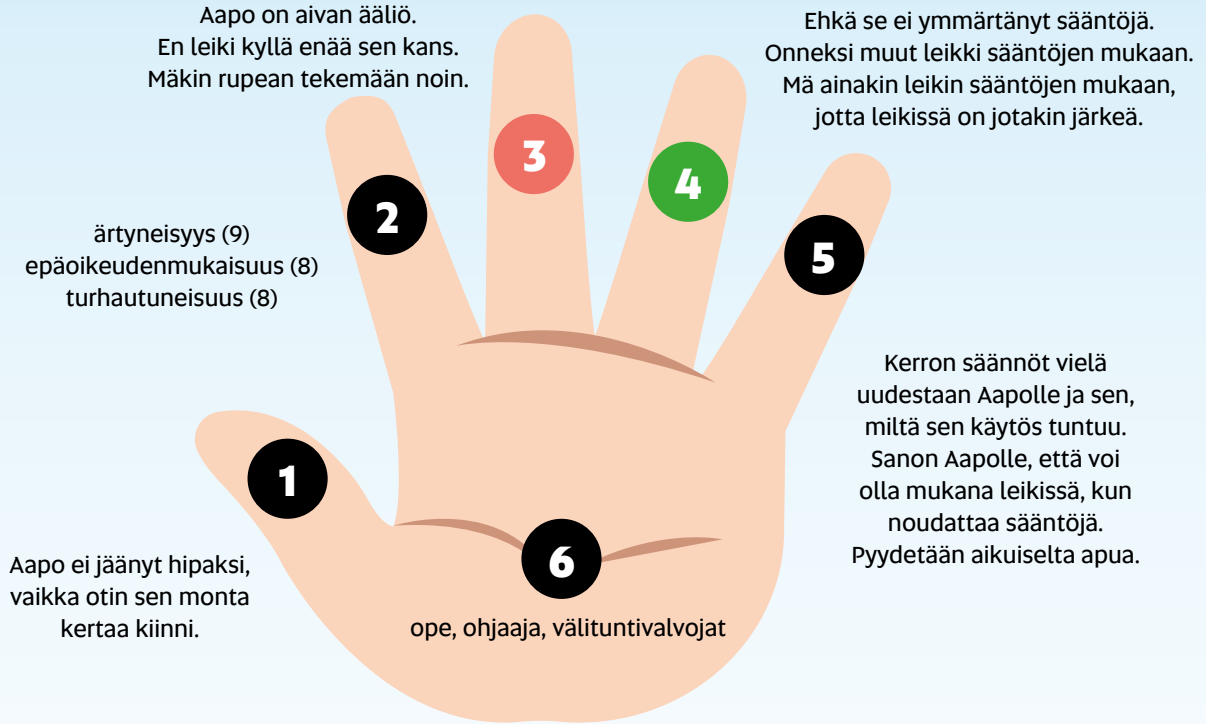 Aapo on aivan ääliö.
En leiki kyllä enää sen kans.
Mäkin rupean tekemään noin.
Ehkä se ei ymmärtänyt sääntöjä.
Onneksi muut leikki sääntöjen mukaan.
Mä ainakin leikin sääntöjen mukaan,
jotta leikissä on jotakin järkeä.
3
4
2
5
ärtyneisyys (9)
epäoikeudenmukaisuus (8)
turhautuneisuus (8)
Kerron säännöt vielä
uudestaan Aapolle ja sen,
miltä sen käytös tuntuu.
Sanon Aapolle, että voi
olla mukana leikissä, kun
noudattaa sääntöjä.
Pyydetään aikuiselta apua.
1
Aapo ei jäänyt hipaksi,
vaikka otin sen monta
kertaa kiinni.
6
ope, ohjaaja, välituntivalvojat